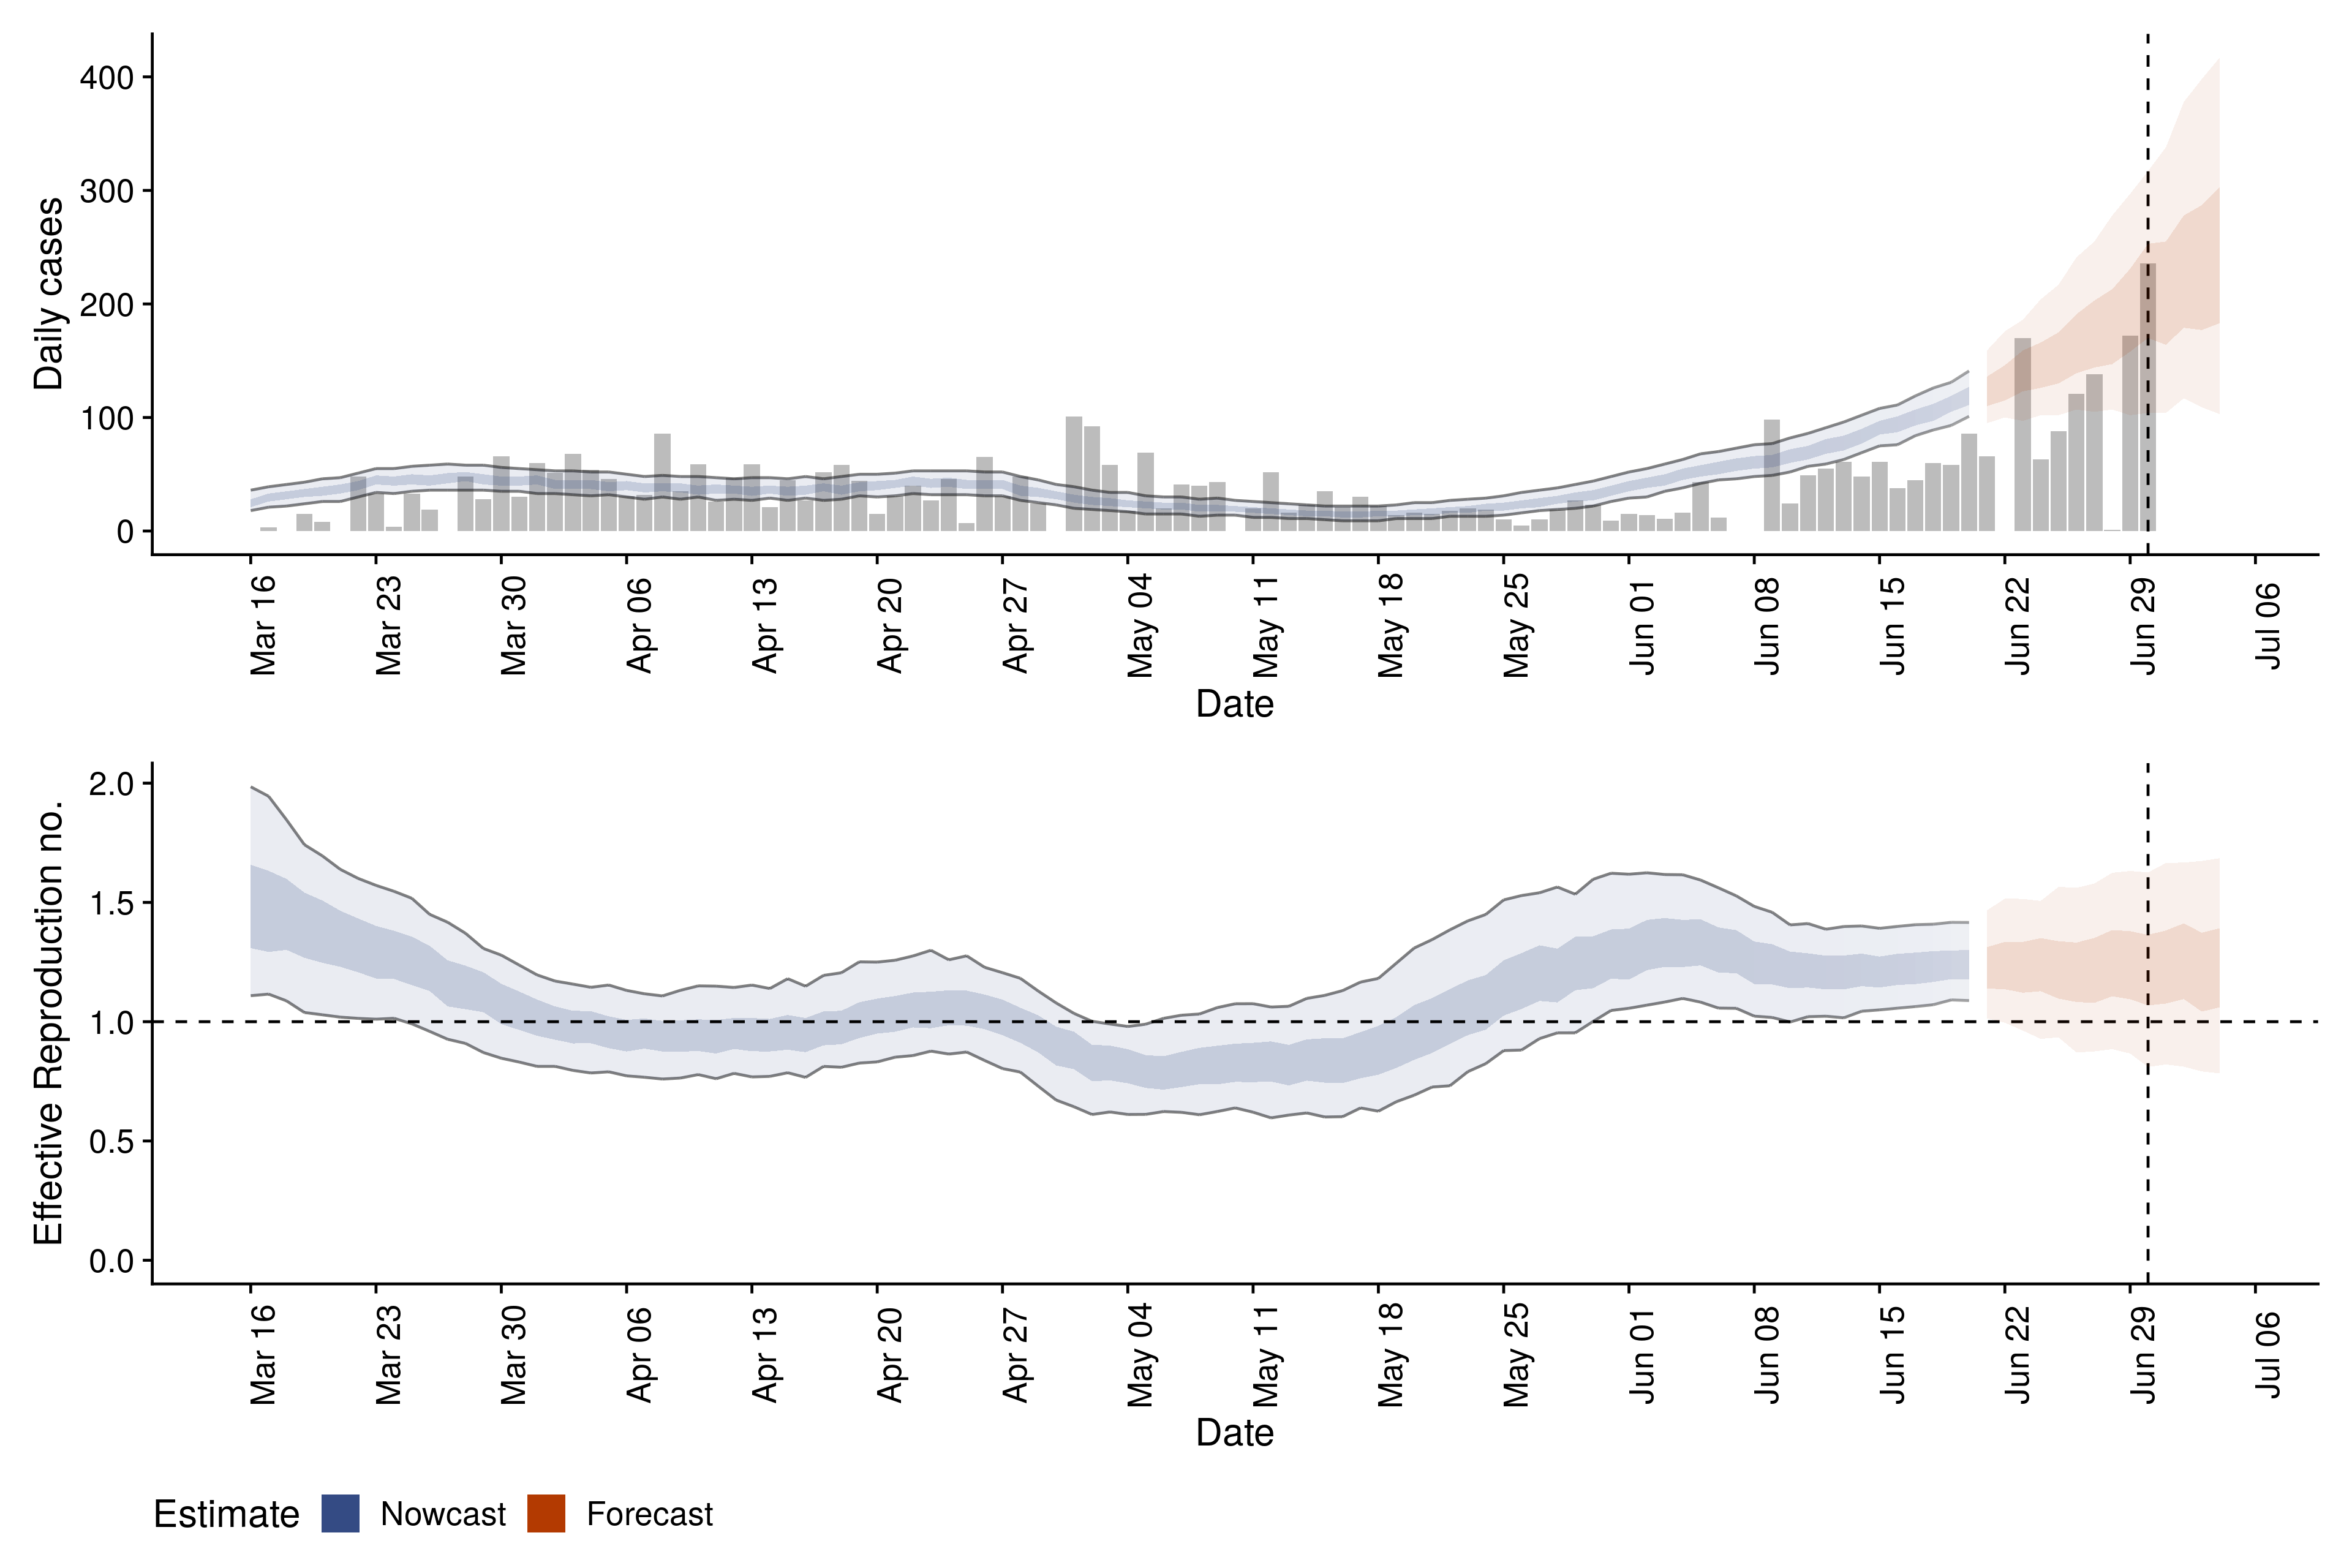 Daily cases
400
300
200
100
0
Mar 16
Mar 23
Mar 30
Apr 06
Apr 13
Apr 20
Apr 27
May 04
May 11
May 18
May 25
Jun 01
Jun 08
Jun 15
Jun 22
Jun 29
Jul 06
Date
Effective Reproduction no.
2.0
1.5
1.0
0.5
0.0
Mar 16
Mar 23
Mar 30
Apr 06
Apr 13
Apr 20
Apr 27
May 04
May 11
May 18
May 25
Jun 01
Jun 08
Jun 15
Jun 22
Jun 29
Jul 06
Date
Estimate Nowcast Forecast